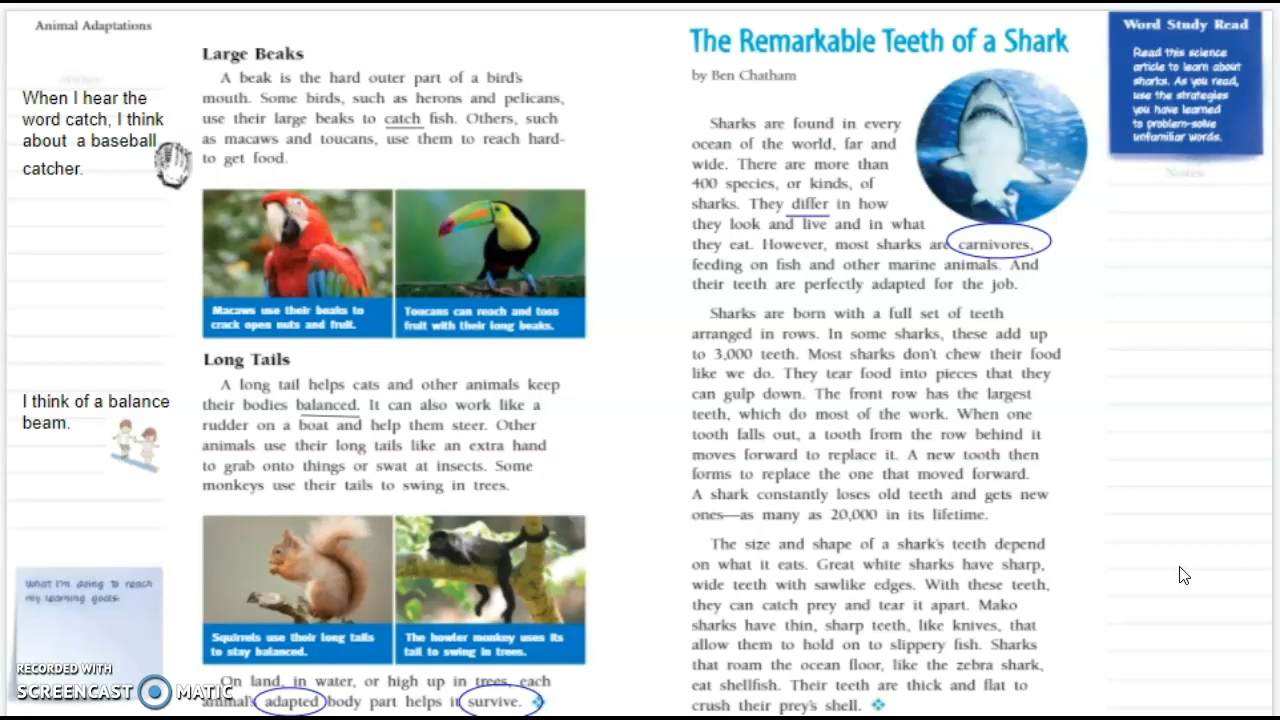 Animal Adaptations
When I hear the
word catch, I think
about a baseball
catcher.
I think of a balance
beam.
What I'm doing to reach
my learning goals:
RECORDED WITH
SCREENCAST MATIC
Large Beaks
A beak is the hard outer part of a bird's
mouth. Some birds, such as herons and pelicans,
use their large beaks to catch fish. Others, such
as macaws and toucans, use them to reach hard-
to get food.
Macaws use their beaks to
crack open nuts and fruit.
Toucans can reach and toss
fruit with their long beaks.
Long Tails
A long tail helps cats and other animals keep
their bodies balanced. It can also work like a
rudder on a boat and help them steer. Other
animals use their long tails like an extra hand
to grab onto things or swat at insects. Some
monkeys use their tails to swing in trees.
Squirrels use their long tails
to stay balanced.
The howler monkey uses its
tail to swing in trees.
On land, in water, or high up in trees, each
animal's adapted body part helps it survive.
The Remarkable Teeth of a Shark
by Ben Chatham
Sharks are found in every
ocean of the world, far and
wide. There are more than
400 species, or kinds, of
sharks. They differ in how
they look and live and in what
they eat. However, most sharks are carnivores,
feeding on fish and other marine animals. And
their teeth are perfectly adapted for the job.
Sharks are born with a full set of teeth
arranged in rows. In some sharks, these add up
to 3,000 teeth. Most sharks don't chew their food
like we do. They tear food into pieces that they
can gulp down. The front row has the largest
teeth, which do most of the work. When one
tooth falls out, a tooth from the row behind it
moves forward to replace it. A new tooth then
forms to replace the one that moved forward.
A shark constantly loses old teeth and gets new
ones—as many as 20,000 in its lifetime.
The size and shape of a shark's teeth depend
on what it eats. Great white sharks have sharp,
wide teeth with sawlike edges. With these teeth,
they can catch prey and tear it apart. Mako
sharks have thin, sharp teeth, like knives, that
allow them to hold on to slippery fish. Sharks
that roam the ocean floor, like the zebra shark,
eat shellfish. Their teeth are thick and flat to
crush their prey's shell.
Word Study Read
Read this science
article to learn about
sharks. As you read,
use the strategies
you have learned
to problem-solve
unfamiliar words.
Notes